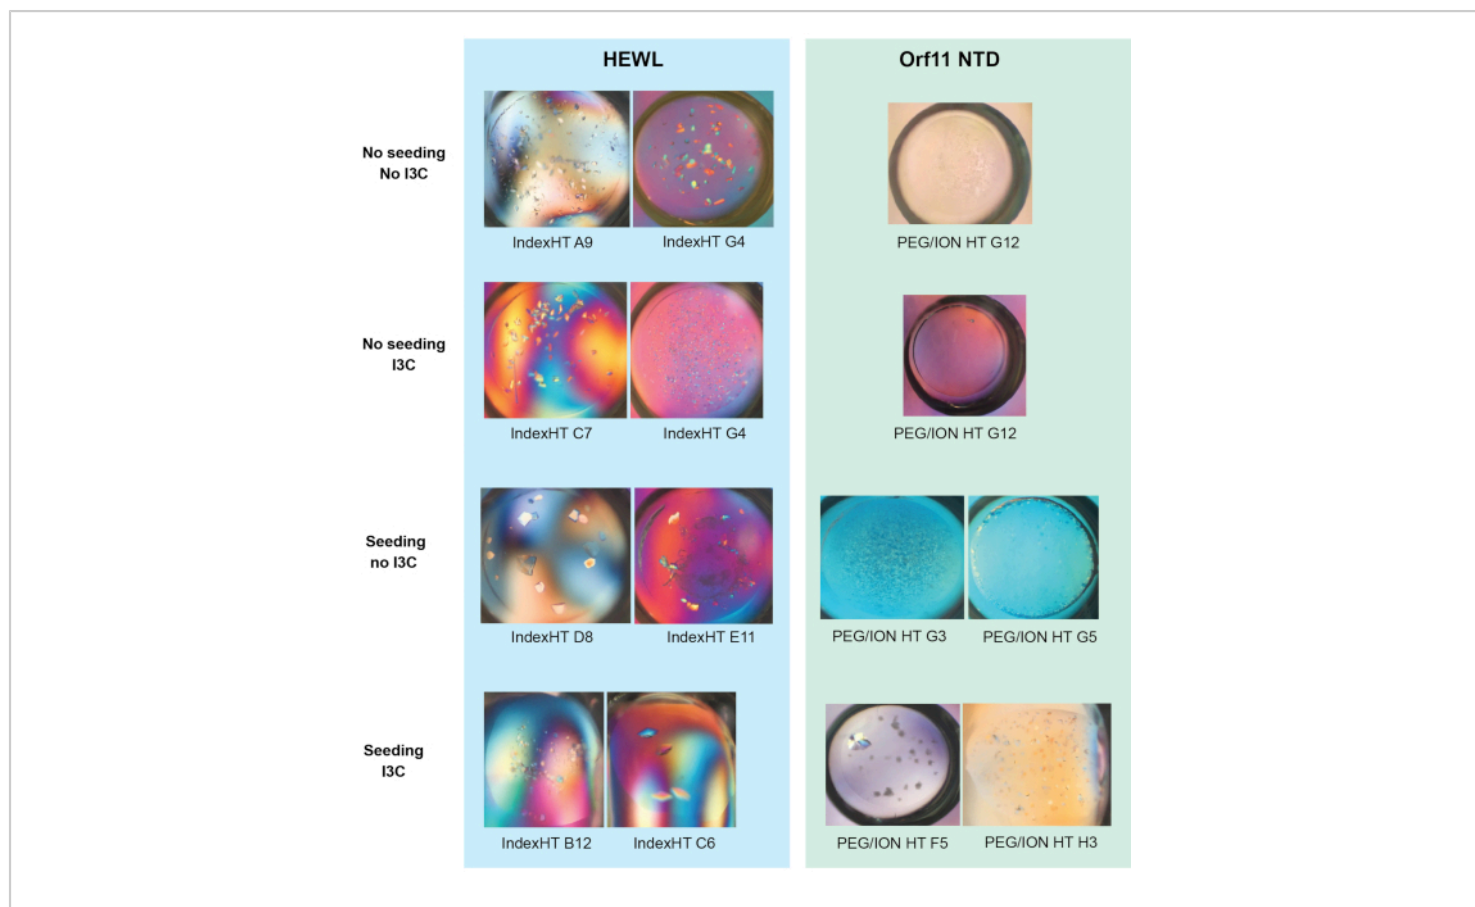 HEWL
Orf11 NTD
No seeding
No I3C
IndexHT A9
IndexHT G4
PEG/ION HT G12
No seeding
I3C
IndexHT C7
IndexHT G4
PEG/ION HT G12
Seeding
no I3C
IndexHT D8
IndexHT E11
PEG/ION HT G3
PEG/ION HT G5
Seeding
I3C
IndexHT B12
IndexHT C6
PEG/ION HT F5
PEG/ION HT H3